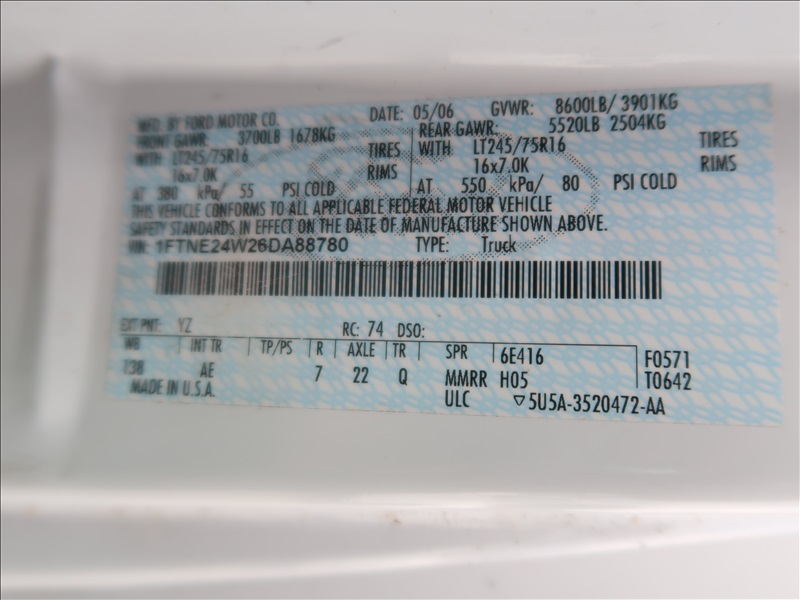 MFD. BY FORD MOTOR CO. DATE: 05/06 GVWR: 8600LB/ 3901KG
FRONT GAWR: 3700LB 1678KG REAR GAWR: 5520LB 2504KG
WITH LT245/75R16 TIRES WITH LT245/75R16 TIRES
16x7.0K RIMS 16x7.0K RIMS
AT 380 kPa/ 55 PSI COLD AT 550 kPa/ 80 PSI COLD
THIS VEHICLE CONFORMS TO ALL APPLICABLE FEDERAL MOTOR VEHICLE
SAFETY STANDARDS IN EFFECT ON THE DATE OF MANUFACTURE SHOWN ABOVE.
VIN: 1FTNE24W26DA88780 TYPE: Truck
EXT PNT: YZ RC: 74 DSO:
WB INT TR TP/PS R AXLE TR SPR 6E416 F0571
138 AE 7 22 Q MMRR H05 T0642
MADE IN U.S.A. ULC ▽5U5A-3520472-AA